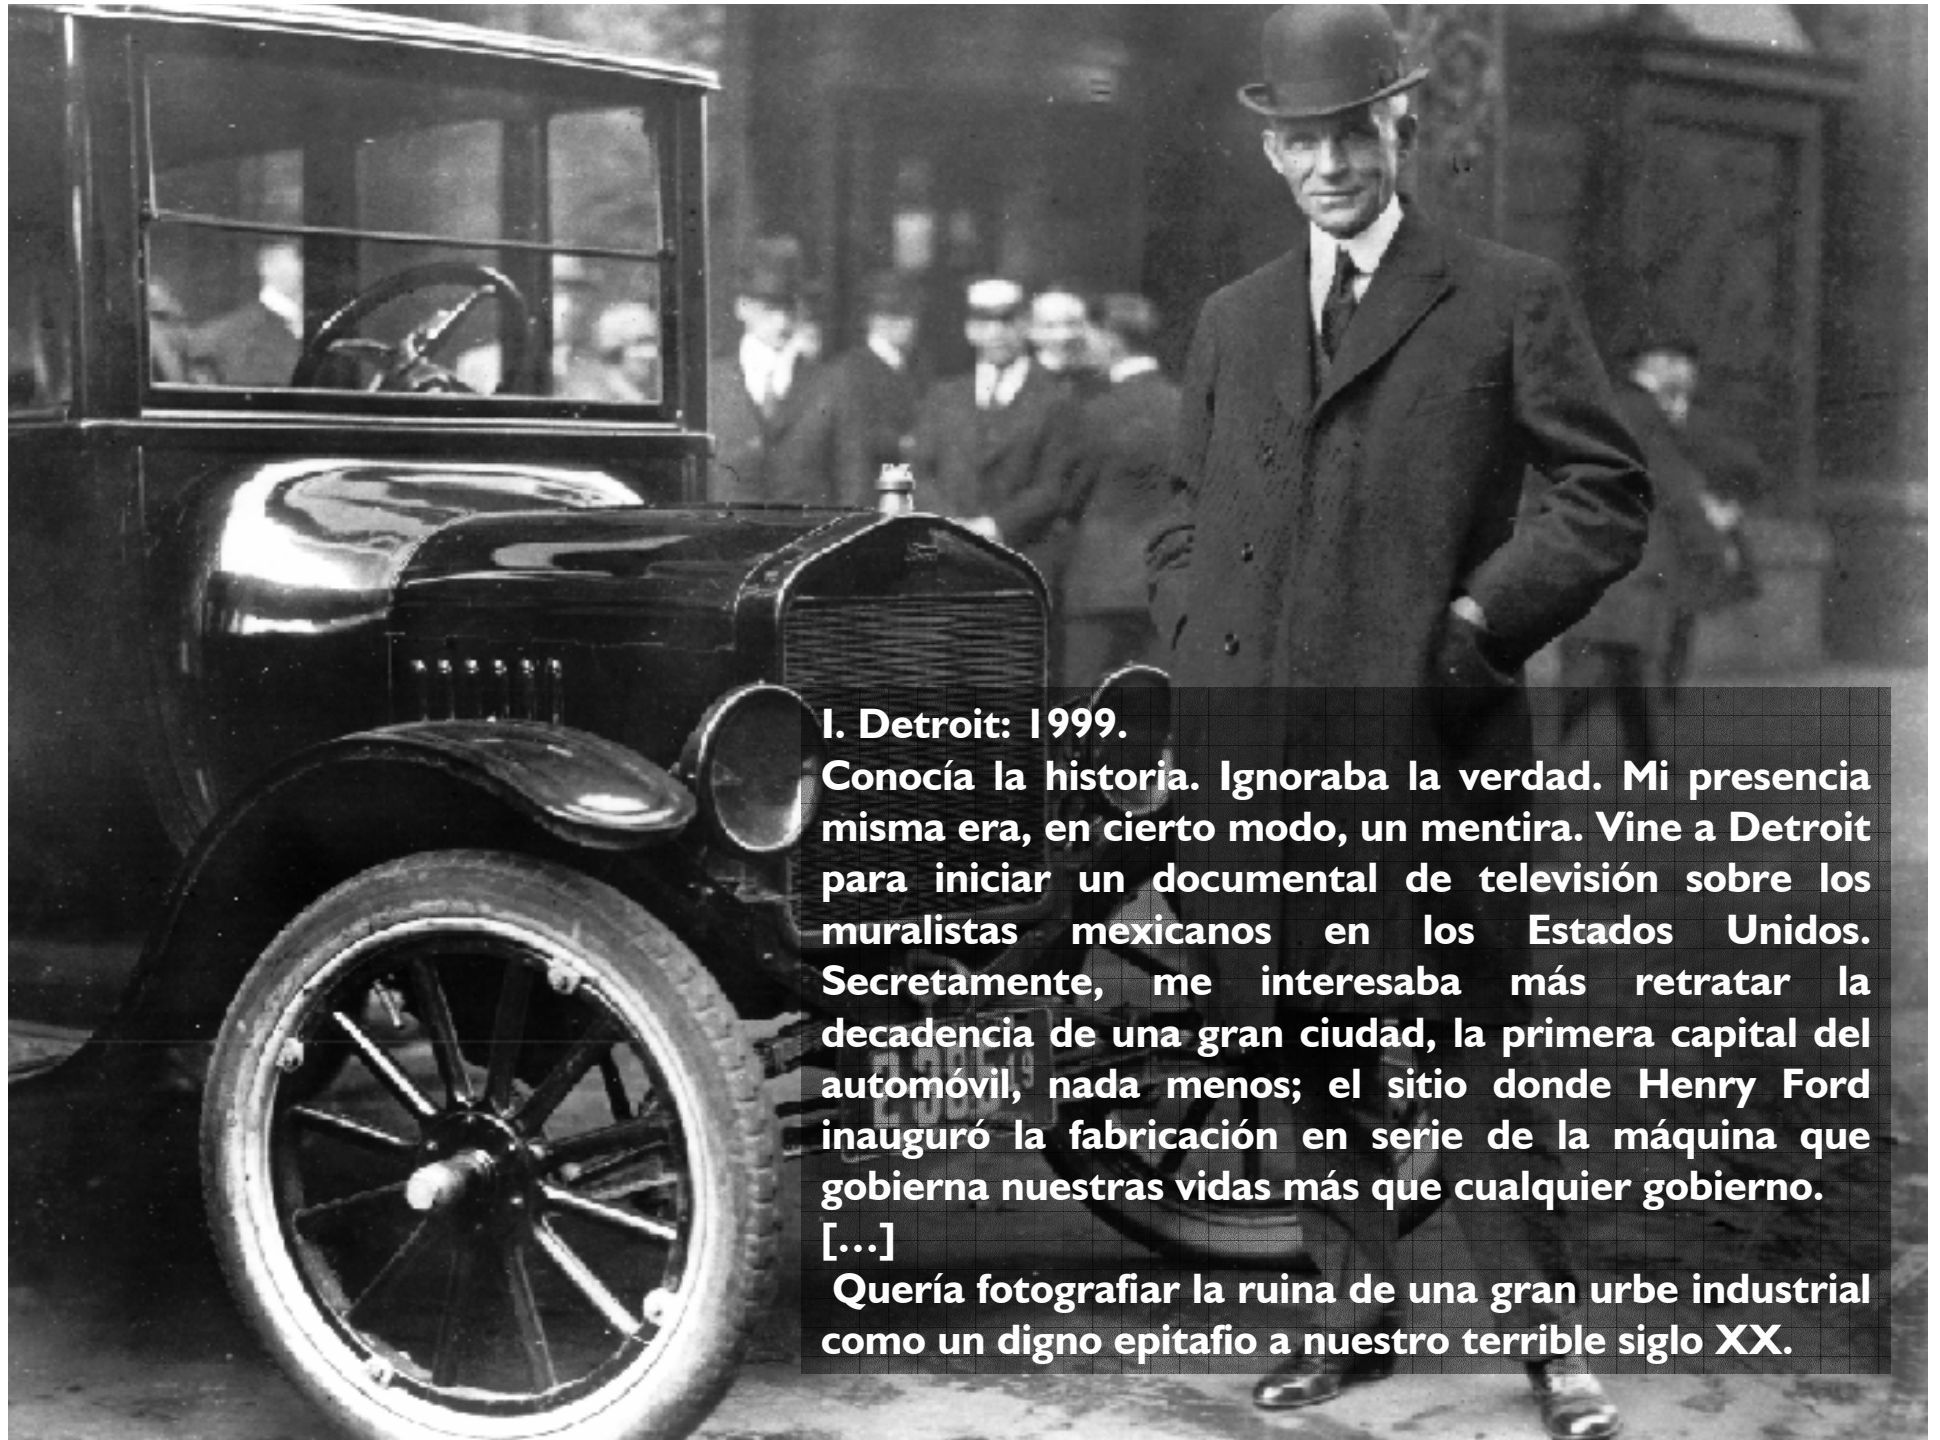 I. Detroit: 1999.
Conocía la historia. Ignoraba la verdad. Mi presencia
misma era, en cierto modo, un mentira. Vine a Detroit
para iniciar un documental de televisión sobre los
muralistas mexicanos en los Estados Unidos.
Secretamente, me interesaba más retratar la
decadencia de una gran ciudad, la primera capital del
automóvil, nada menos; el sitio donde Henry Ford
inauguró la fabricación en serie de la máquina que
gobierna nuestras vidas más que cualquier gobierno.
[…]
Quería fotografiar la ruina de una gran urbe industrial
como un digno epitafio a nuestro terrible siglo XX.